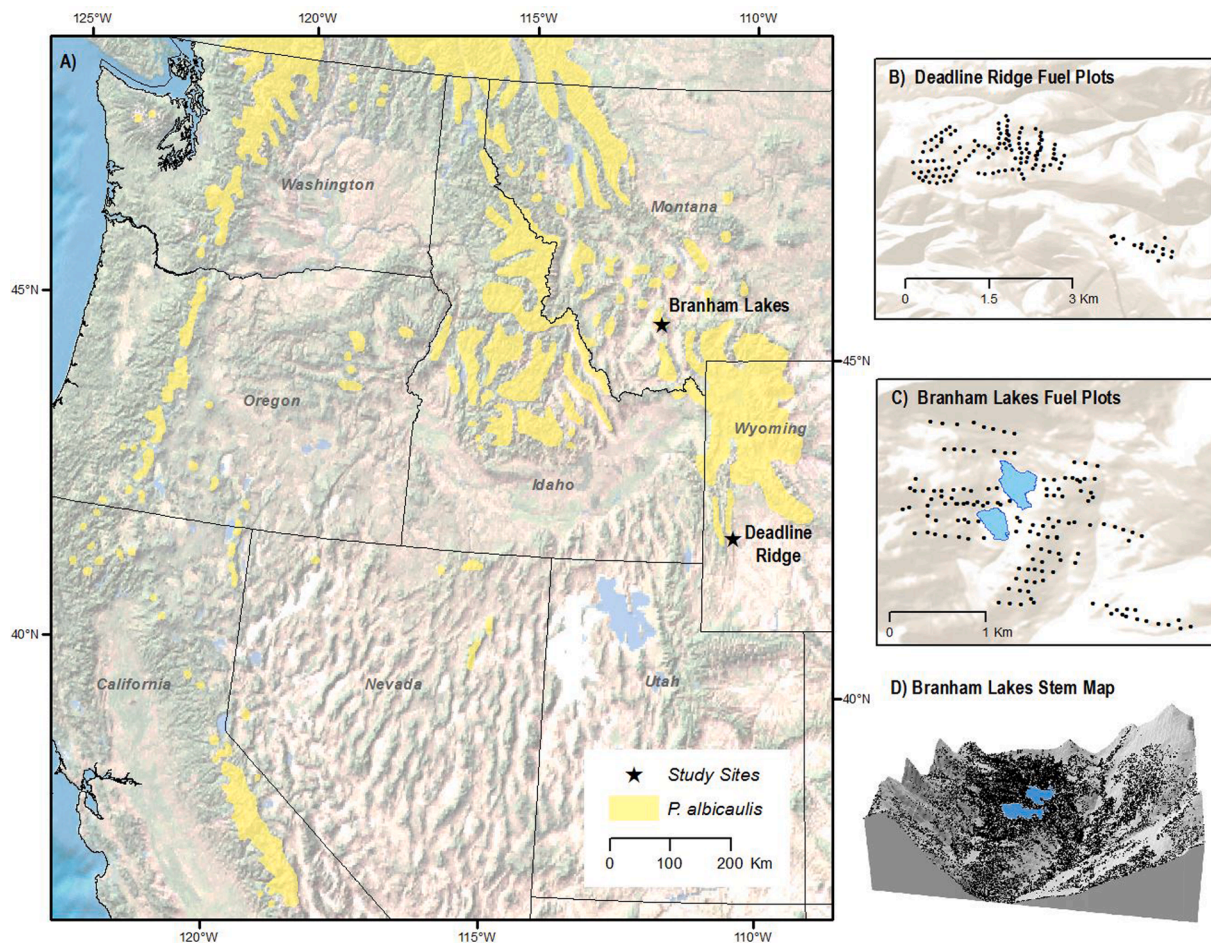 125°W
120°W
115°W
110°W
A)
Washington
Montana
45°N
Branham Lakes
45°N
Oregon
Wyoming
Idaho
Deadline
Ridge
40°N
California
Nevada
Utah
40°N
Study Sites
P. albicaulis
0 100 200 Km
120°W
115°W
110°W
B) Deadline Ridge Fuel Plots
0 1.5 3 Km
C) Branham Lakes Fuel Plots
0 1 Km
D) Branham Lakes Stem Map